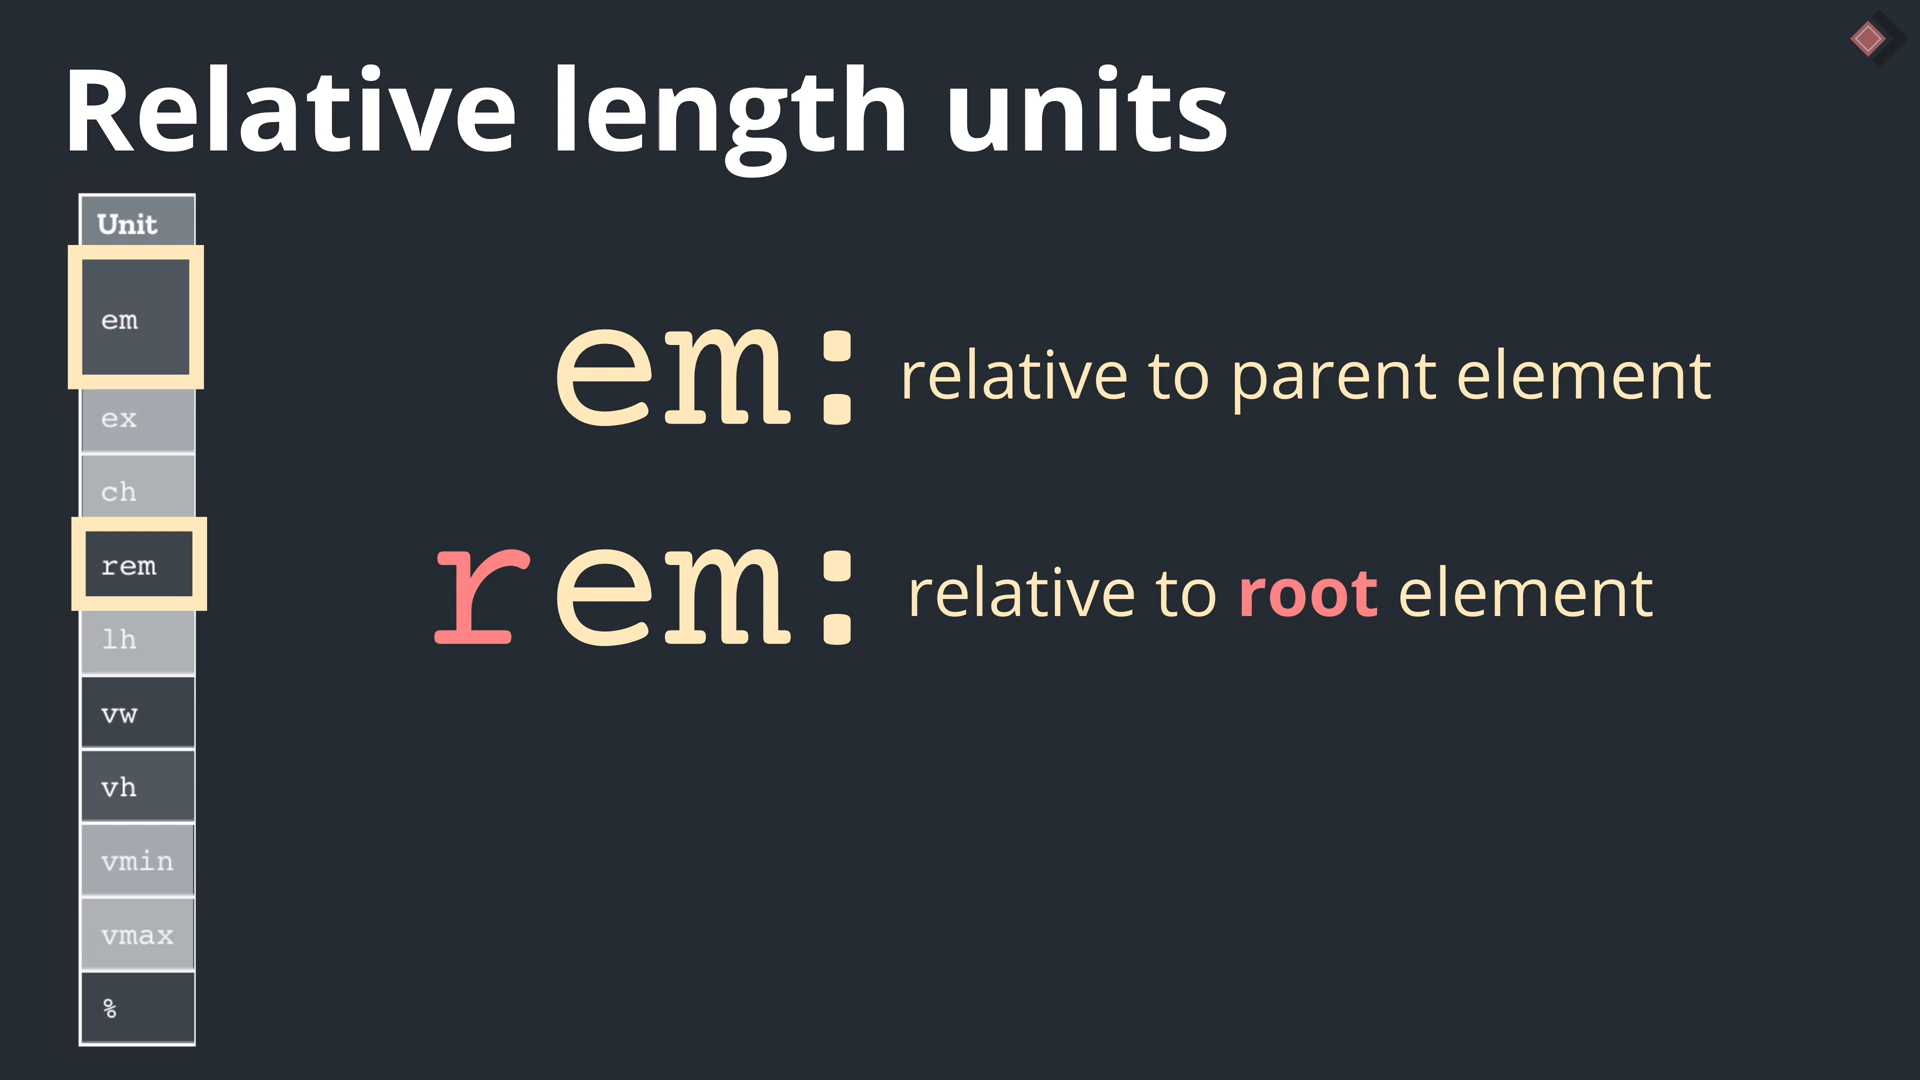 Relative length units
Unit
em
ex
ch
rem
lh
vw
vh
vmin
vmax
%
em: relative to parent element
rem: relative to root element